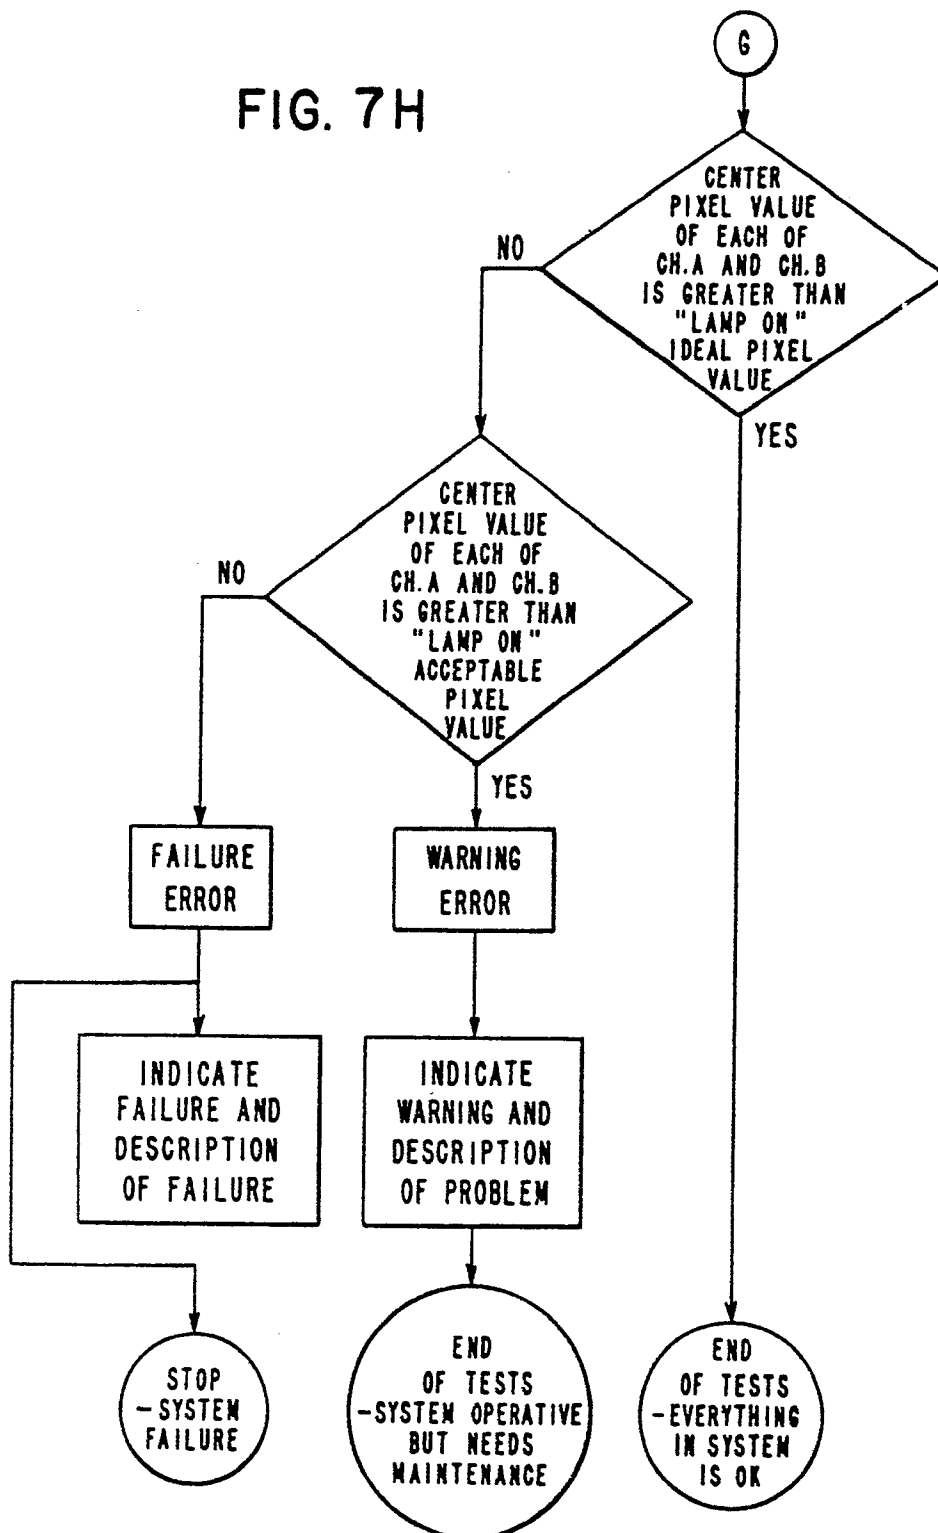 G
FIG. 7H
CENTER
PIXEL VALUE
OF EACH OF
CH.A AND CH.B
IS GREATER THAN
"LAMP ON"
IDEAL PIXEL
VALUE
NO
YES
CENTER
PIXEL VALUE
OF EACH OF
CH.A AND CH.B
IS GREATER THAN
"LAMP ON"
ACCEPTABLE
PIXEL
VALUE
NO
YES
FAILURE
ERROR
WARNING
ERROR
INDICATE
FAILURE AND
DESCRIPTION
OF FAILURE
INDICATE
WARNING AND
DESCRIPTION
OF PROBLEM
STOP
-SYSTEM
FAILURE
END
OF TESTS
-SYSTEM OPERATIVE
BUT NEEDS
MAINTENANCE
END
OF TESTS
-EVERYTHING
IN SYSTEM
IS OK